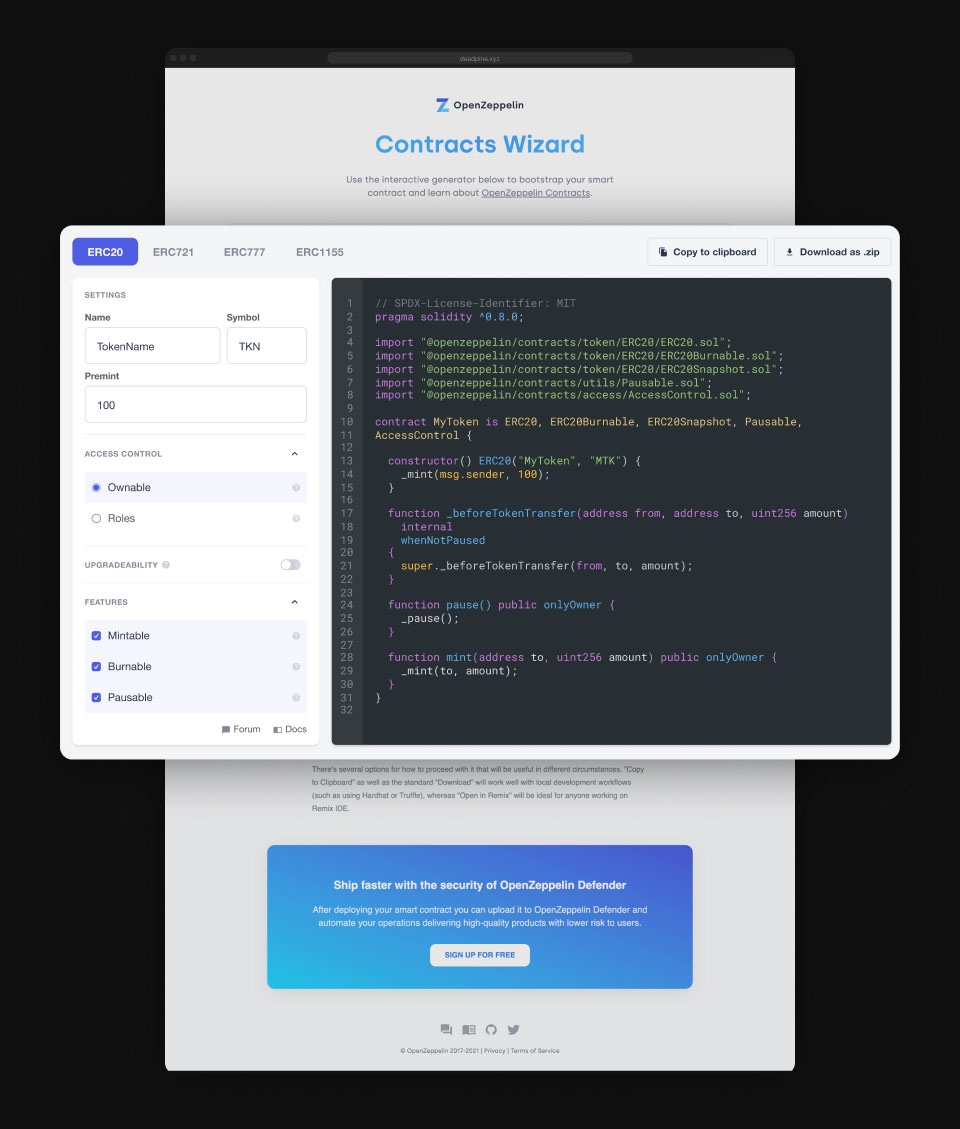 deadpine.xyz
OpenZeppelin
Contracts Wizard
Use the interactive generator below to bootstrap your smart
contract and learn about OpenZeppelin Contracts.
ERC20 ERC721 ERC777 ERC1155 Copy to clipboard Download as .zip
SETTINGS
Name Symbol
TokenName TKN
Premint
100
ACCESS CONTROL
Ownable
Roles
UPGRADEABILITY
FEATURES
Mintable
Burnable
Pausable
Forum Docs
1 // SPDX-License-Identifier: MIT
2 pragma solidity ^0.8.0;
3
4 import "@openzeppelin/contracts/token/ERC20/ERC20.sol";
5 import "@openzeppelin/contracts/token/ERC20/ERC20Burnable.sol";
6 import "@openzeppelin/contracts/token/ERC20/ERC20Snapshot.sol";
7 import "@openzeppelin/contracts/utils/Pausable.sol";
8 import "@openzeppelin/contracts/access/AccessControl.sol";
9
10 contract MyToken is ERC20, ERC20Burnable, ERC20Snapshot, Pausable,
11 AccessControl {
12
13 constructor() ERC20("MyToken", "MTK") {
14 _mint(msg.sender, 100);
15 }
16
17 function _beforeTokenTransfer(address from, address to, uint256 amount)
18 internal
19 whenNotPaused
20 {
21 super._beforeTokenTransfer(from, to, amount);
22 }
23
24 function pause() public onlyOwner {
25 _pause();
26 }
27
28 function mint(address to, uint256 amount) public onlyOwner {
29 _mint(to, amount);
30 }
31 }
32
There's several options for how to proceed with it that will be useful in different circumstances. "Copy
to Clipboard" as well as the standard "Download" will work well with local development workflows
(such as using Hardhat or Truffle), whereas "Open in Remix" will be ideal for anyone working on
Remix IDE.
Ship faster with the security of OpenZeppelin Defender
After deploying your smart contract you can upload it to OpenZeppelin Defender and
automate your operations delivering high-quality products with lower risk to users.
SIGN UP FOR FREE
© OpenZeppelin 2017-2021 | Privacy | Terms of Service